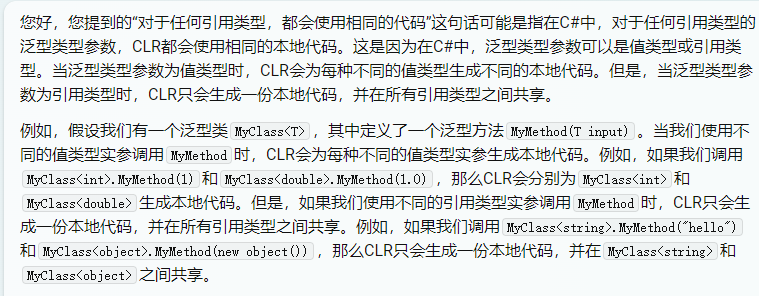 您好，您提到的“对于任何引用类型，都会使用相同的代码”这句话可能是指在C#中，对于任何引用类型的
泛型类型参数，CLR都会使用相同的本地代码。这是因为在C#中，泛型类型参数可以是值类型或引用类
型。当泛型类型参数为值类型时，CLR会为每种不同的值类型生成不同的本地代码。但是，当泛型类型参
数为引用类型时，CLR只会生成一份本地代码，并在所有引用类型之间共享。
例如，假设我们有一个泛型类 MyClass<T> ，其中定义了一个泛型方法 MyMethod(T input) 。当我们使用不
同的值类型实参调用 MyMethod 时，CLR会为每种不同的值类型实参生成本地代码。例如，如果我们调用
MyClass<int>.MyMethod(1) 和 MyClass<double>.MyMethod(1.0) ，那么CLR会分别为 MyClass<int> 和
MyClass<double> 生成本地代码。但是，如果我们使用不同的引用类型实参调用 MyMethod 时，CLR只会生
成一份本地代码，并在所有引用类型之间共享。例如，如果我们调用 MyClass<string>.MyMethod("hello")
和 MyClass<object>.MyMethod(new object()) ，那么CLR只会生成一份本地代码，并在 MyClass<string> 和
MyClass<object> 之间共享。